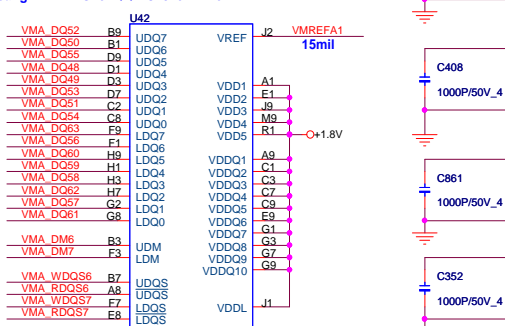 U42
VMA_DQ52 B9 UDQ7 VREF J2 VMREFA1
VMA_DQ50 B1 UDQ6 15mil
VMA_DQ55 D9 UDQ5
VMA_DQ48 D1 UDQ4
VMA_DQ49 D3 UDQ3 VDD1 A1
VMA_DQ53 D7 UDQ2 VDD2 E1
VMA_DQ51 C2 UDQ1 VDD3 J9
VMA_DQ54 C8 UDQ0 VDD4 M9
VMA_DQ63 F9 LDQ7 VDD5 R1 +1.8V
VMA_DQ56 F1 LDQ6
VMA_DQ60 H9 LDQ5 VDDQ1 A9
VMA_DQ59 H1 LDQ4 VDDQ2 C1
VMA_DQ58 H3 LDQ3 VDDQ3 C3
VMA_DQ62 H7 LDQ2 VDDQ4 C7
VMA_DQ57 G2 LDQ1 VDDQ5 C9
VMA_DQ61 G8 LDQ0 VDDQ6 E9
VDDQ7 G1
VMA_DM6 B3 UDM VDDQ8 G3
VMA_DM7 F3 LDM VDDQ9 G7
VDDQ10 G9
VMA_WDQS6 B7 UDQS
VMA_RDQS6 A8 UDQS
VMA_WDQS7 F7 LDQS VDDL J1
VMA_RDQS7 E8 LDQS
C408
1000P/50V_4
C861
1000P/50V_4
C352
1000P/50V_4